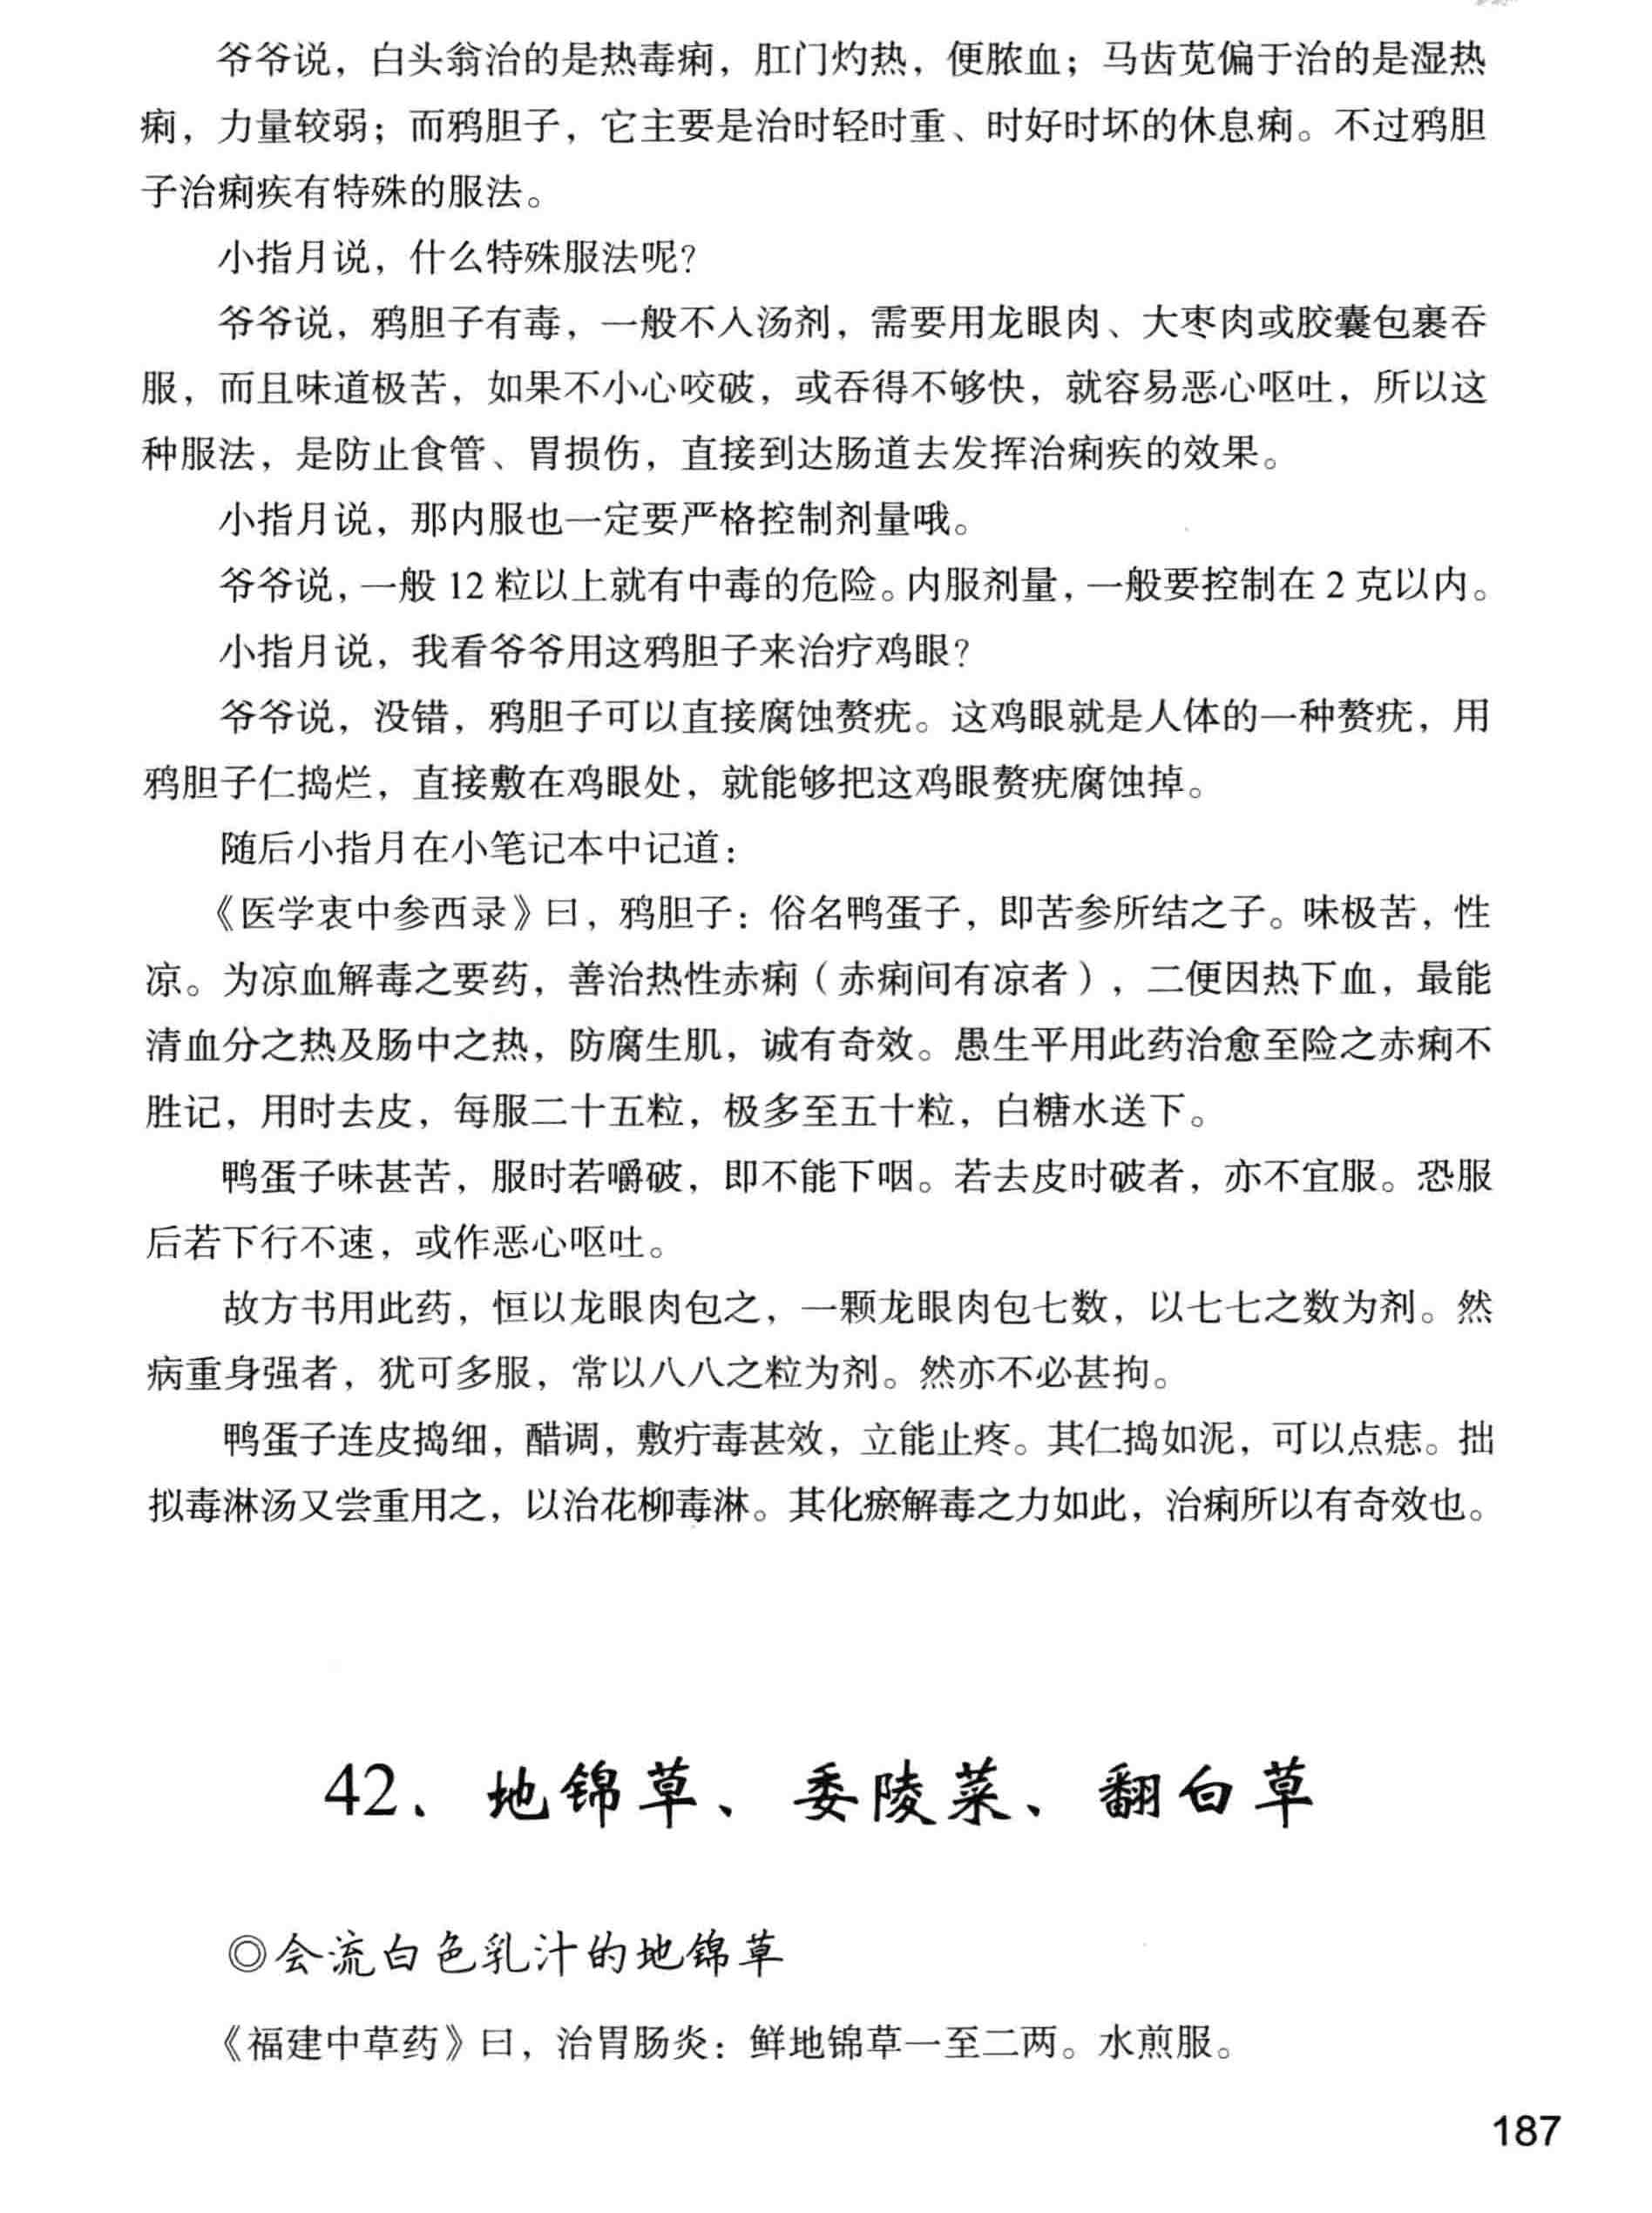 爷爷说，白头翁治的是热毒痢，肛门灼热，便脓血；马齿苋偏于治的是湿热
痢，力量较弱；而鸦胆子，它主要是治时轻时重、时好时坏的休息痢。不过鸦胆
子治痢疾有特殊的服法。
小指月说，什么特殊服法呢？
爷爷说，鸦胆子有毒，一般不入汤剂，需要用龙眼肉、大枣肉或胶囊包裹吞
服，而且味道极苦，如果不小心咬破，或吞得不够快，就容易恶心呕吐，所以这
种服法，是防止食管、胃损伤，直接到达肠道去发挥治痢疾的效果。
小指月说，那内服也一定要严格控制剂量哦。
爷爷说，一般 12 粒以上就有中毒的危险。内服剂量，一般要控制在 2 克以内。
小指月说，我看爷爷用这鸦胆子来治疗鸡眼？
爷爷说，没错，鸦胆子可以直接腐蚀赘疣。这鸡眼就是人体的一种赘疣，用
鸦胆子仁捣烂，直接敷在鸡眼处，就能够把这鸡眼赘疣腐蚀掉。
随后小指月在小笔记本中记道：
《医学衷中参西录》曰，鸦胆子：俗名鸭蛋子，即苦参所结之子。味极苦，性
凉。为凉血解毒之要药，善治热性赤痢（赤痢间有凉者），二便因热下血，最能
清血分之热及肠中之热，防腐生肌，诚有奇效。愚生平用此药治愈至险之赤痢不
胜记，用时去皮，每服二十五粒，极多至五十粒，白糖水送下。
鸭蛋子味甚苦，服时若嚼破，即不能下咽。若去皮时破者，亦不宜服。恐服
后若下行不速，或作恶心呕吐。
故方书用此药，恒以龙眼肉包之，一颗龙眼肉包七数，以七七之数为剂。然
病重身强者，犹可多服，常以八八之粒为剂。然亦不必甚拘。
鸭蛋子连皮捣细，醋调，敷疔毒甚效，立能止疼。其仁捣如泥，可以点痣。拙
拟毒淋汤又尝重用之，以治花柳毒淋。其化瘀解毒之力如此，治痢所以有奇效也。
42、地锦草、委陵菜、翻白草
◎会流白色乳汁的地锦草
《福建中草药》曰，治胃肠炎：鲜地锦草一至二两。水煎服。
187